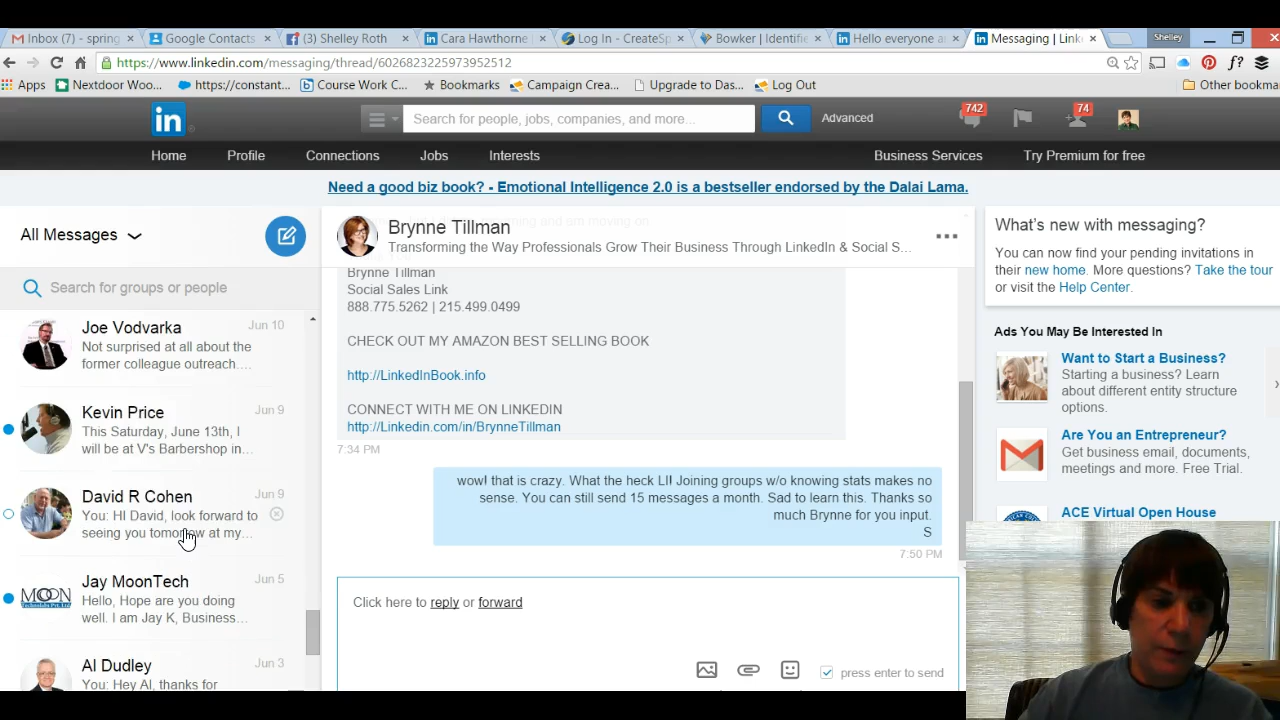 Inbox (7) - spring
Google Contacts
(3) Shelley Roth
Cara Hawthorne
Log In - CreateSp
Bowker | Identifie
Hello everyone a
Messaging | Link
Shelley
https://www.linkedin.com/messaging/thread/6026823225973952512
Apps
Nextdoor Woo...
https://constant...
Course Work C...
Bookmarks
Campaign Crea...
Upgrade to Das...
Log Out
Other bookma
in
Search for people, jobs, companies, and more...
Advanced
742
74
Home
Profile
Connections
Jobs
Interests
Business Services
Try Premium for free
Need a good biz book? - Emotional Intelligence 2.0 is a bestseller endorsed by the Dalai Lama.
All Messages
Search for groups or people
Joe Vodvarka
Jun 10
Not surprised at all about the
former colleague outreach....
Kevin Price
Jun 9
This Saturday, June 13th, I
will be at V's Barbershop in...
David R Cohen
Jun 9
You: HI David, look forward to
seeing you tomorrow at my...
Jay MoonTech
Jun 5
Hello, Hope are you doing
well. I am Jay K, Business...
MOON
Al Dudley
Jun 3
You: Hey Al, thanks for
Brynne Tillman
Transforming the Way Professionals Grow Their Business Through LinkedIn & Social S...
and am moving on
Brynne Tillman
Social Sales Link
888.775.5262 | 215.499.0499
CHECK OUT MY AMAZON BEST SELLING BOOK
http://LinkedInBook.info
CONNECT WITH ME ON LINKEDIN
http://Linkedin.com/in/BrynneTillman
7:34 PM
wow! that is crazy. What the heck LI! Joining groups w/o knowing stats makes no
sense. You can still send 15 messages a month. Sad to learn this. Thanks so
much Brynne for you input.
S
7:50 PM
Click here to reply or forward
press enter to send
What's new with messaging?
You can now find your pending invitations in
their new home. More questions? Take the tour
or visit the Help Center.
Ads You May Be Interested In
Want to Start a Business?
Starting a business? Learn
about different entity structure
options.
Are You an Entrepreneur?
Get business email, documents,
meetings and more. Free Trial.
ACE Virtual Open House